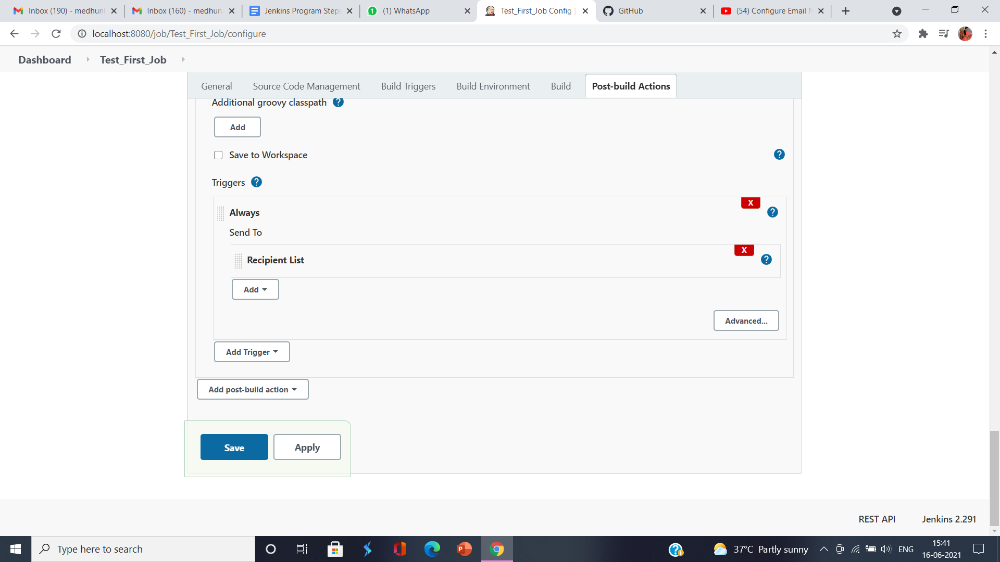 Inbox (190) - medhun
Inbox (160) - medhun
Jenkins Program Steps
(1) WhatsApp
Test_First_Job Config [
GitHub
(54) Configure Email N
localhost:8080/job/Test_First_Job/configure
Dashboard
Test_First_Job
General
Source Code Management
Build Triggers
Build Environment
Build
Post-build Actions
Additional groovy classpath ?
Add
Save to Workspace
?
Triggers ?
X
Always
?
Send To
X
Recipient List
?
Add
Advanced...
Add Trigger
Add post-build action
Save
Apply
REST API
Jenkins 2.291
Type here to search
37°C Partly sunny
ENG
15:41
16-06-2021